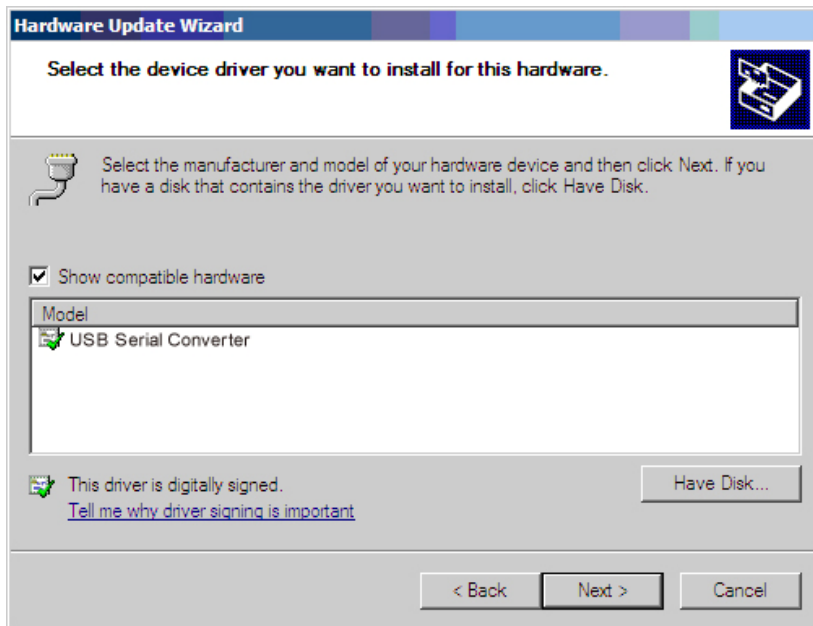 Hardware Update Wizard
Select the device driver you want to install for this hardware.
Select the manufacturer and model of your hardware device and then click Next. If you
have a disk that contains the driver you want to install, click Have Disk.
Show compatible hardware
Model
USB Serial Converter
This driver is digitally signed.
Have Disk...
Tell me why driver signing is important
< Back
Next >
Cancel